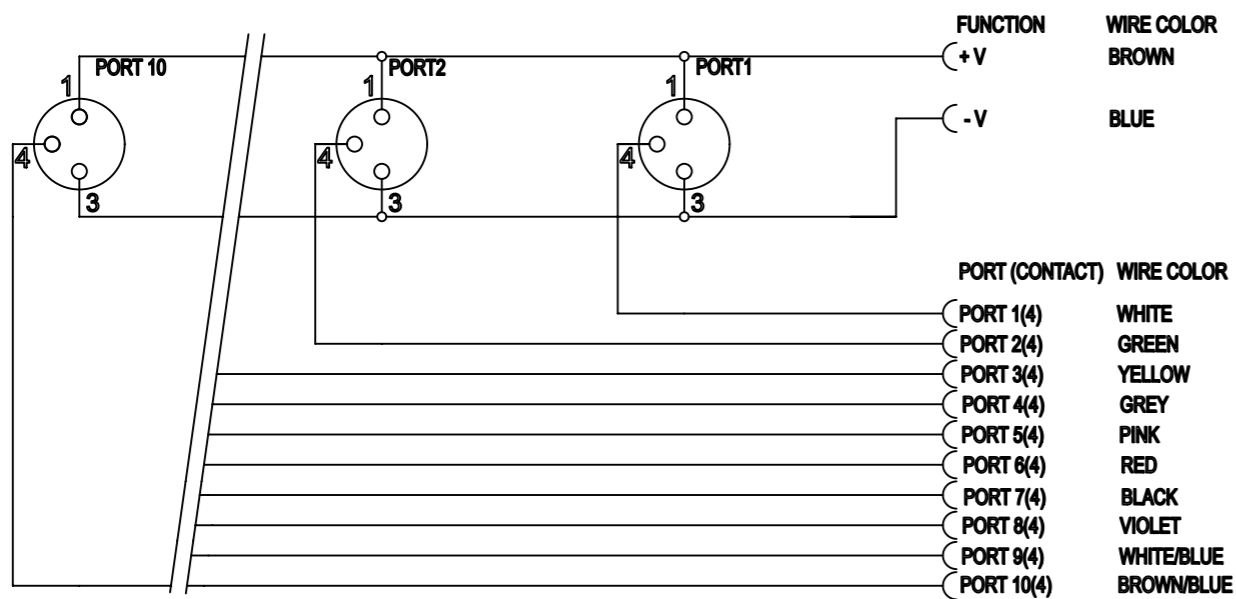 FUNCTION WIRE COLOR
+ V BROWN
- V BLUE
PORT 10
1
4
3
PORT2
1
4
3
PORT1
1
4
3
PORT (CONTACT) WIRE COLOR
PORT 1(4) WHITE
PORT 2(4) GREEN
PORT 3(4) YELLOW
PORT 4(4) GREY
PORT 5(4) PINK
PORT 6(4) RED
PORT 7(4) BLACK
PORT 8(4) VIOLET
PORT 9(4) WHITE/BLUE
PORT 10(4) BROWN/BLUE